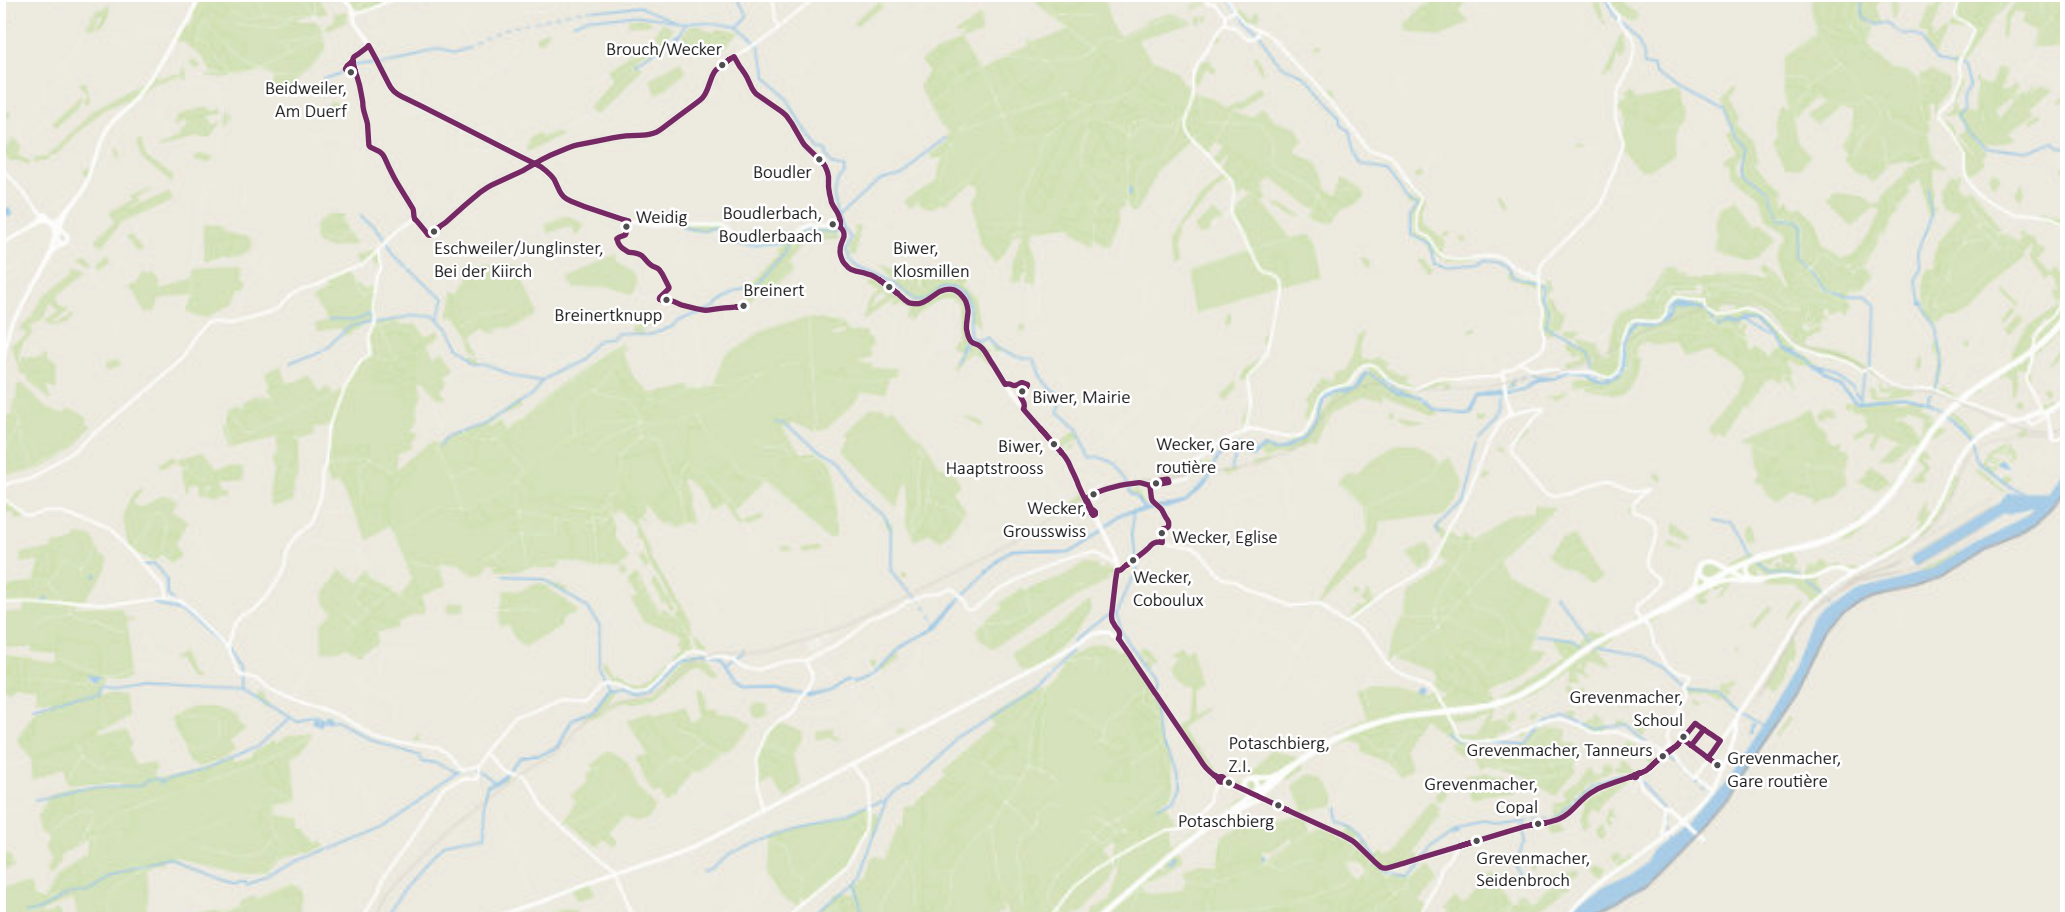 Brouch/Wecker
Beidweiler,
Am Duerf
Boudler
Weidig
Boudlerbach,
Boudlerbaach
Eschweiler/Junglinster,
Bei der Kiirch
Biwer,
Klosmillen
Breinert
Breinertknupp
Biwer, Mairie
Biwer,
Haaptstrooss
Wecker, Gare
routière
Wecker,
Grousswiss
Wecker, Eglise
Wecker,
Coboulux
Grevenmacher,
Schoul
Potaschbierg,
Z.I.
Grevenmacher, Tanneurs
Grevenmacher,
Gare routière
Grevenmacher,
Copal
Potaschbierg
Grevenmacher,
Seidenbroch